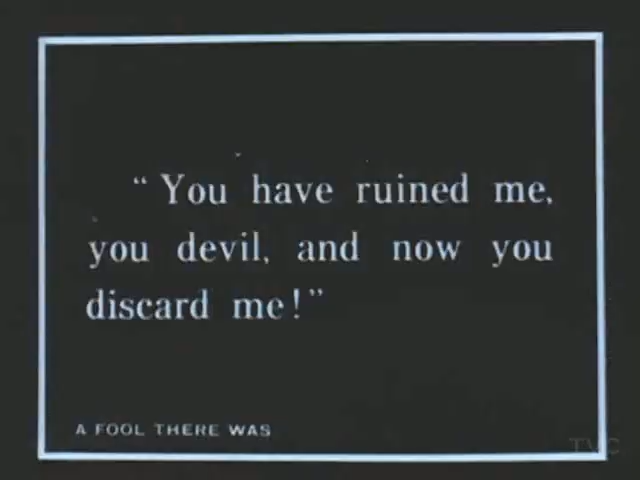 “ You have ruined me,
you devil, and now you
discard me!”
A FOOL THERE WAS